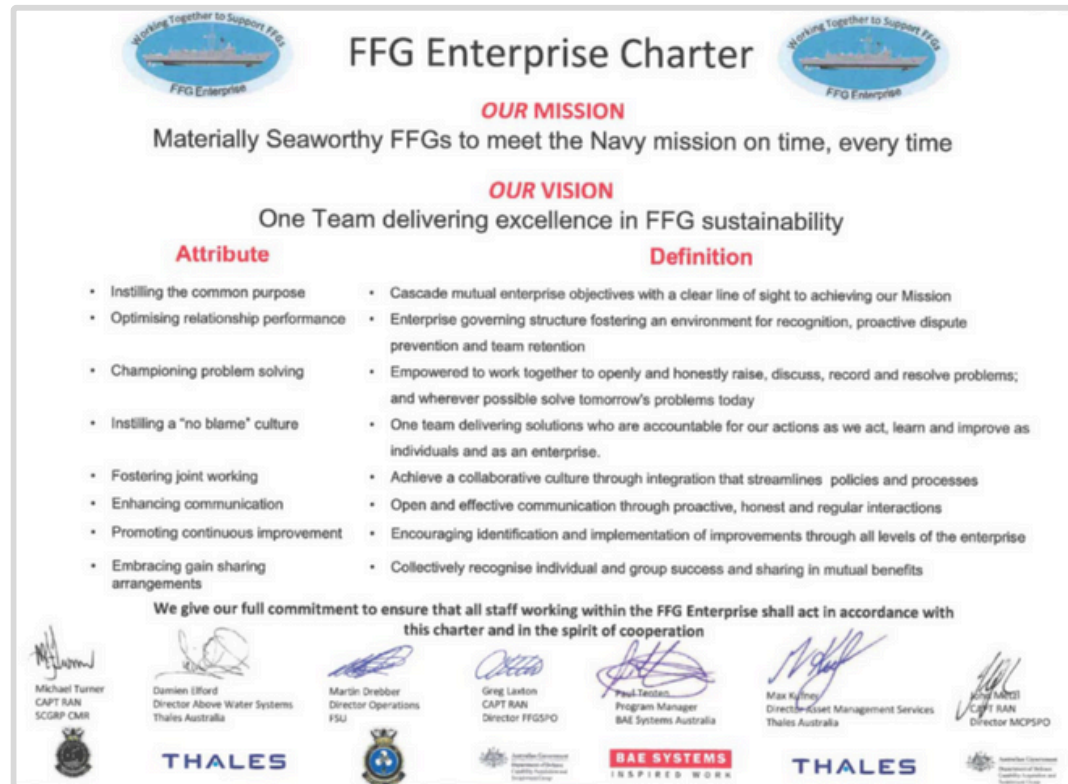 Working Together to Support FFGs
FFG Enterprise
FFG Enterprise Charter
Working Together to Support FFGs
FFG Enterprise
OUR MISSION
Materially Seaworthy FFGs to meet the Navy mission on time, every time
OUR VISION
One Team delivering excellence in FFG sustainability
Attribute Definition
• Instilling the common purpose • Cascade mutual enterprise objectives with a clear line of sight to achieving our Mission
• Optimising relationship performance • Enterprise governing structure fostering an environment for recognition, proactive dispute
prevention and team retention
• Championing problem solving • Empowered to work together to openly and honestly raise, discuss, record and resolve problems;
and wherever possible solve tomorrow's problems today
• Instilling a "no blame" culture • One team delivering solutions who are accountable for our actions as we act, learn and improve as
individuals and as an enterprise.
• Fostering joint working • Achieve a collaborative culture through integration that streamlines policies and processes
• Enhancing communication • Open and effective communication through proactive, honest and regular interactions
• Promoting continuous improvement • Encouraging identification and implementation of improvements through all levels of the enterprise
• Embracing gain sharing • Collectively recognise individual and group success and sharing in mutual benefits
arrangements
We give our full commitment to ensure that all staff working within the FFG Enterprise shall act in accordance with
this charter and in the spirit of cooperation
Michael Turner
CAPT RAN
SCGRP CMR
Damien Elford
Director Above Water Systems
Thales Australia
Martin Drebber
Director Operations
FSU
Greg Laxton
CAPT RAN
Director FFGSPO
Paul
Program Manager
BAE Systems Australia
Max
Director Asset Management Services
Thales Australia
John
CAPT RAN
Director MCPSPO
THALES
Australian Government
Department of Defence
BAE SYSTEMS
INSPIRED WORK
THALES
Australian Government
Department of Defence